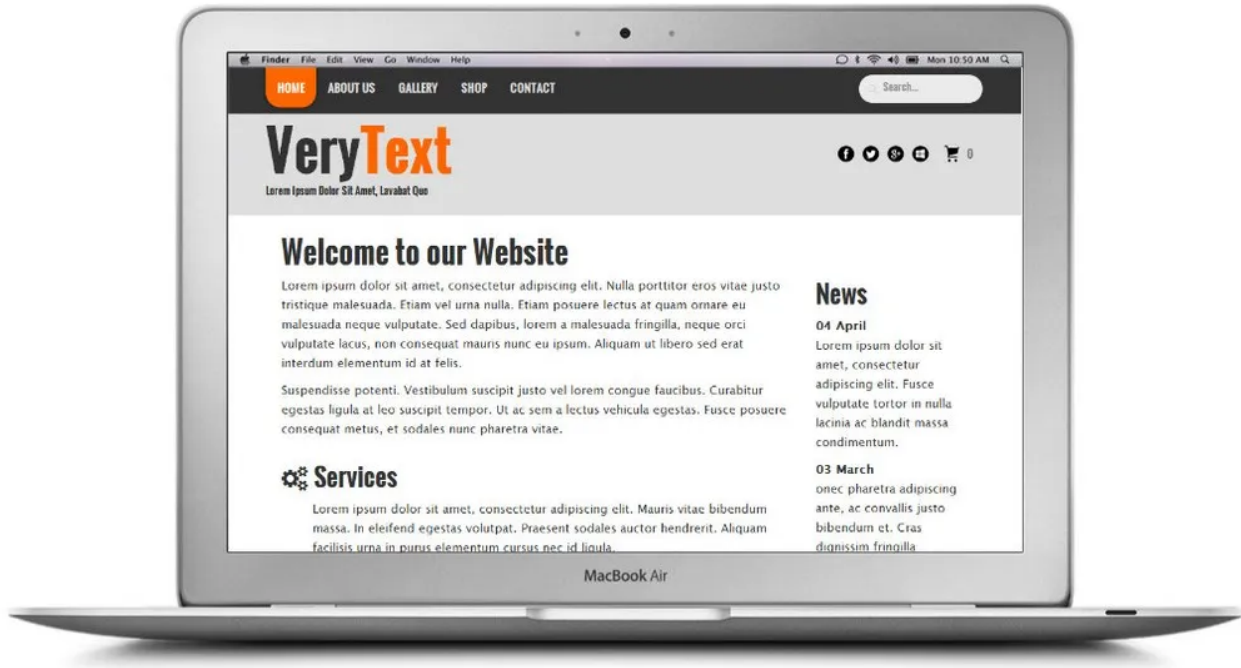 Finder File Edit View Go Window Help Mon 10:50 AM
HOME ABOUT US GALLERY SHOP CONTACT Search...
VeryText
Lorem Ipsum Dolor Sit Amet, Lavabat Quo
0
Welcome to our Website
Lorem ipsum dolor sit amet, consectetur adipiscing elit. Nulla porttitor eros vitae justo
tristique malesuada. Etiam vel urna nulla. Etiam posuere lectus at quam ornare eu
malesuada neque vulputate. Sed dapibus, lorem a malesuada fringilla, neque orci
vulputate lacus, non consequat mauris nunc eu ipsum. Aliquam ut libero sed erat
interdum elementum id at felis.
Suspendisse potenti. Vestibulum suscipit justo vel lorem congue faucibus. Curabitur
egestas ligula at leo suscipit tempor. Ut ac sem a lectus vehicula egestas. Fusce posuere
consequat metus, et sodales nunc pharetra vitae.
Services
Lorem ipsum dolor sit amet, consectetur adipiscing elit. Mauris vitae bibendum
massa. In eleifend egestas volutpat. Praesent sodales auctor hendrerit. Aliquam
facilisis urna in purus elementum cursus nec id ligula.
News
04 April
Lorem ipsum dolor sit
amet, consectetur
adipiscing elit. Fusce
vulputate tortor in nulla
lacinia ac blandit massa
condimentum.
03 March
onec pharetra adipiscing
ante, ac convallis justo
bibendum et. Cras
dignissim fringilla
MacBook Air